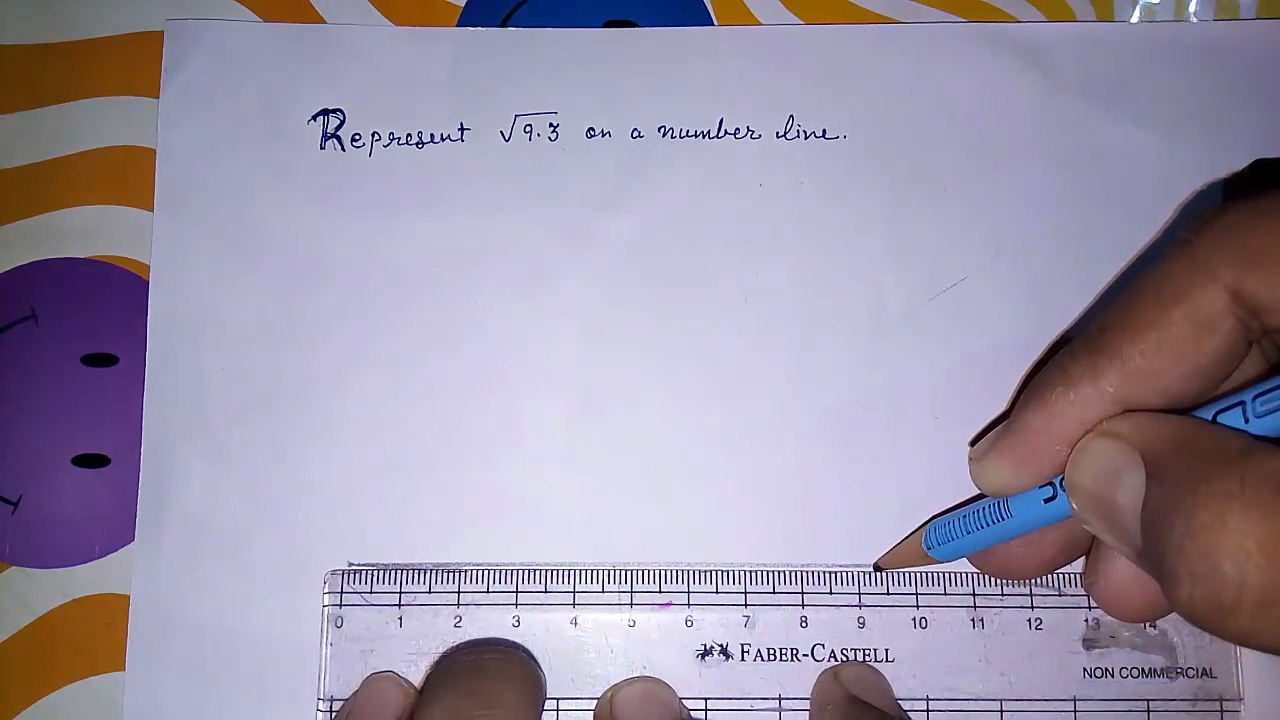 Represent √9.3 on a number line.
0 1 2 3 4 5 6 7 8 9 10 11 12 13 14
FABER-CASTELL
NON COMMERCIAL